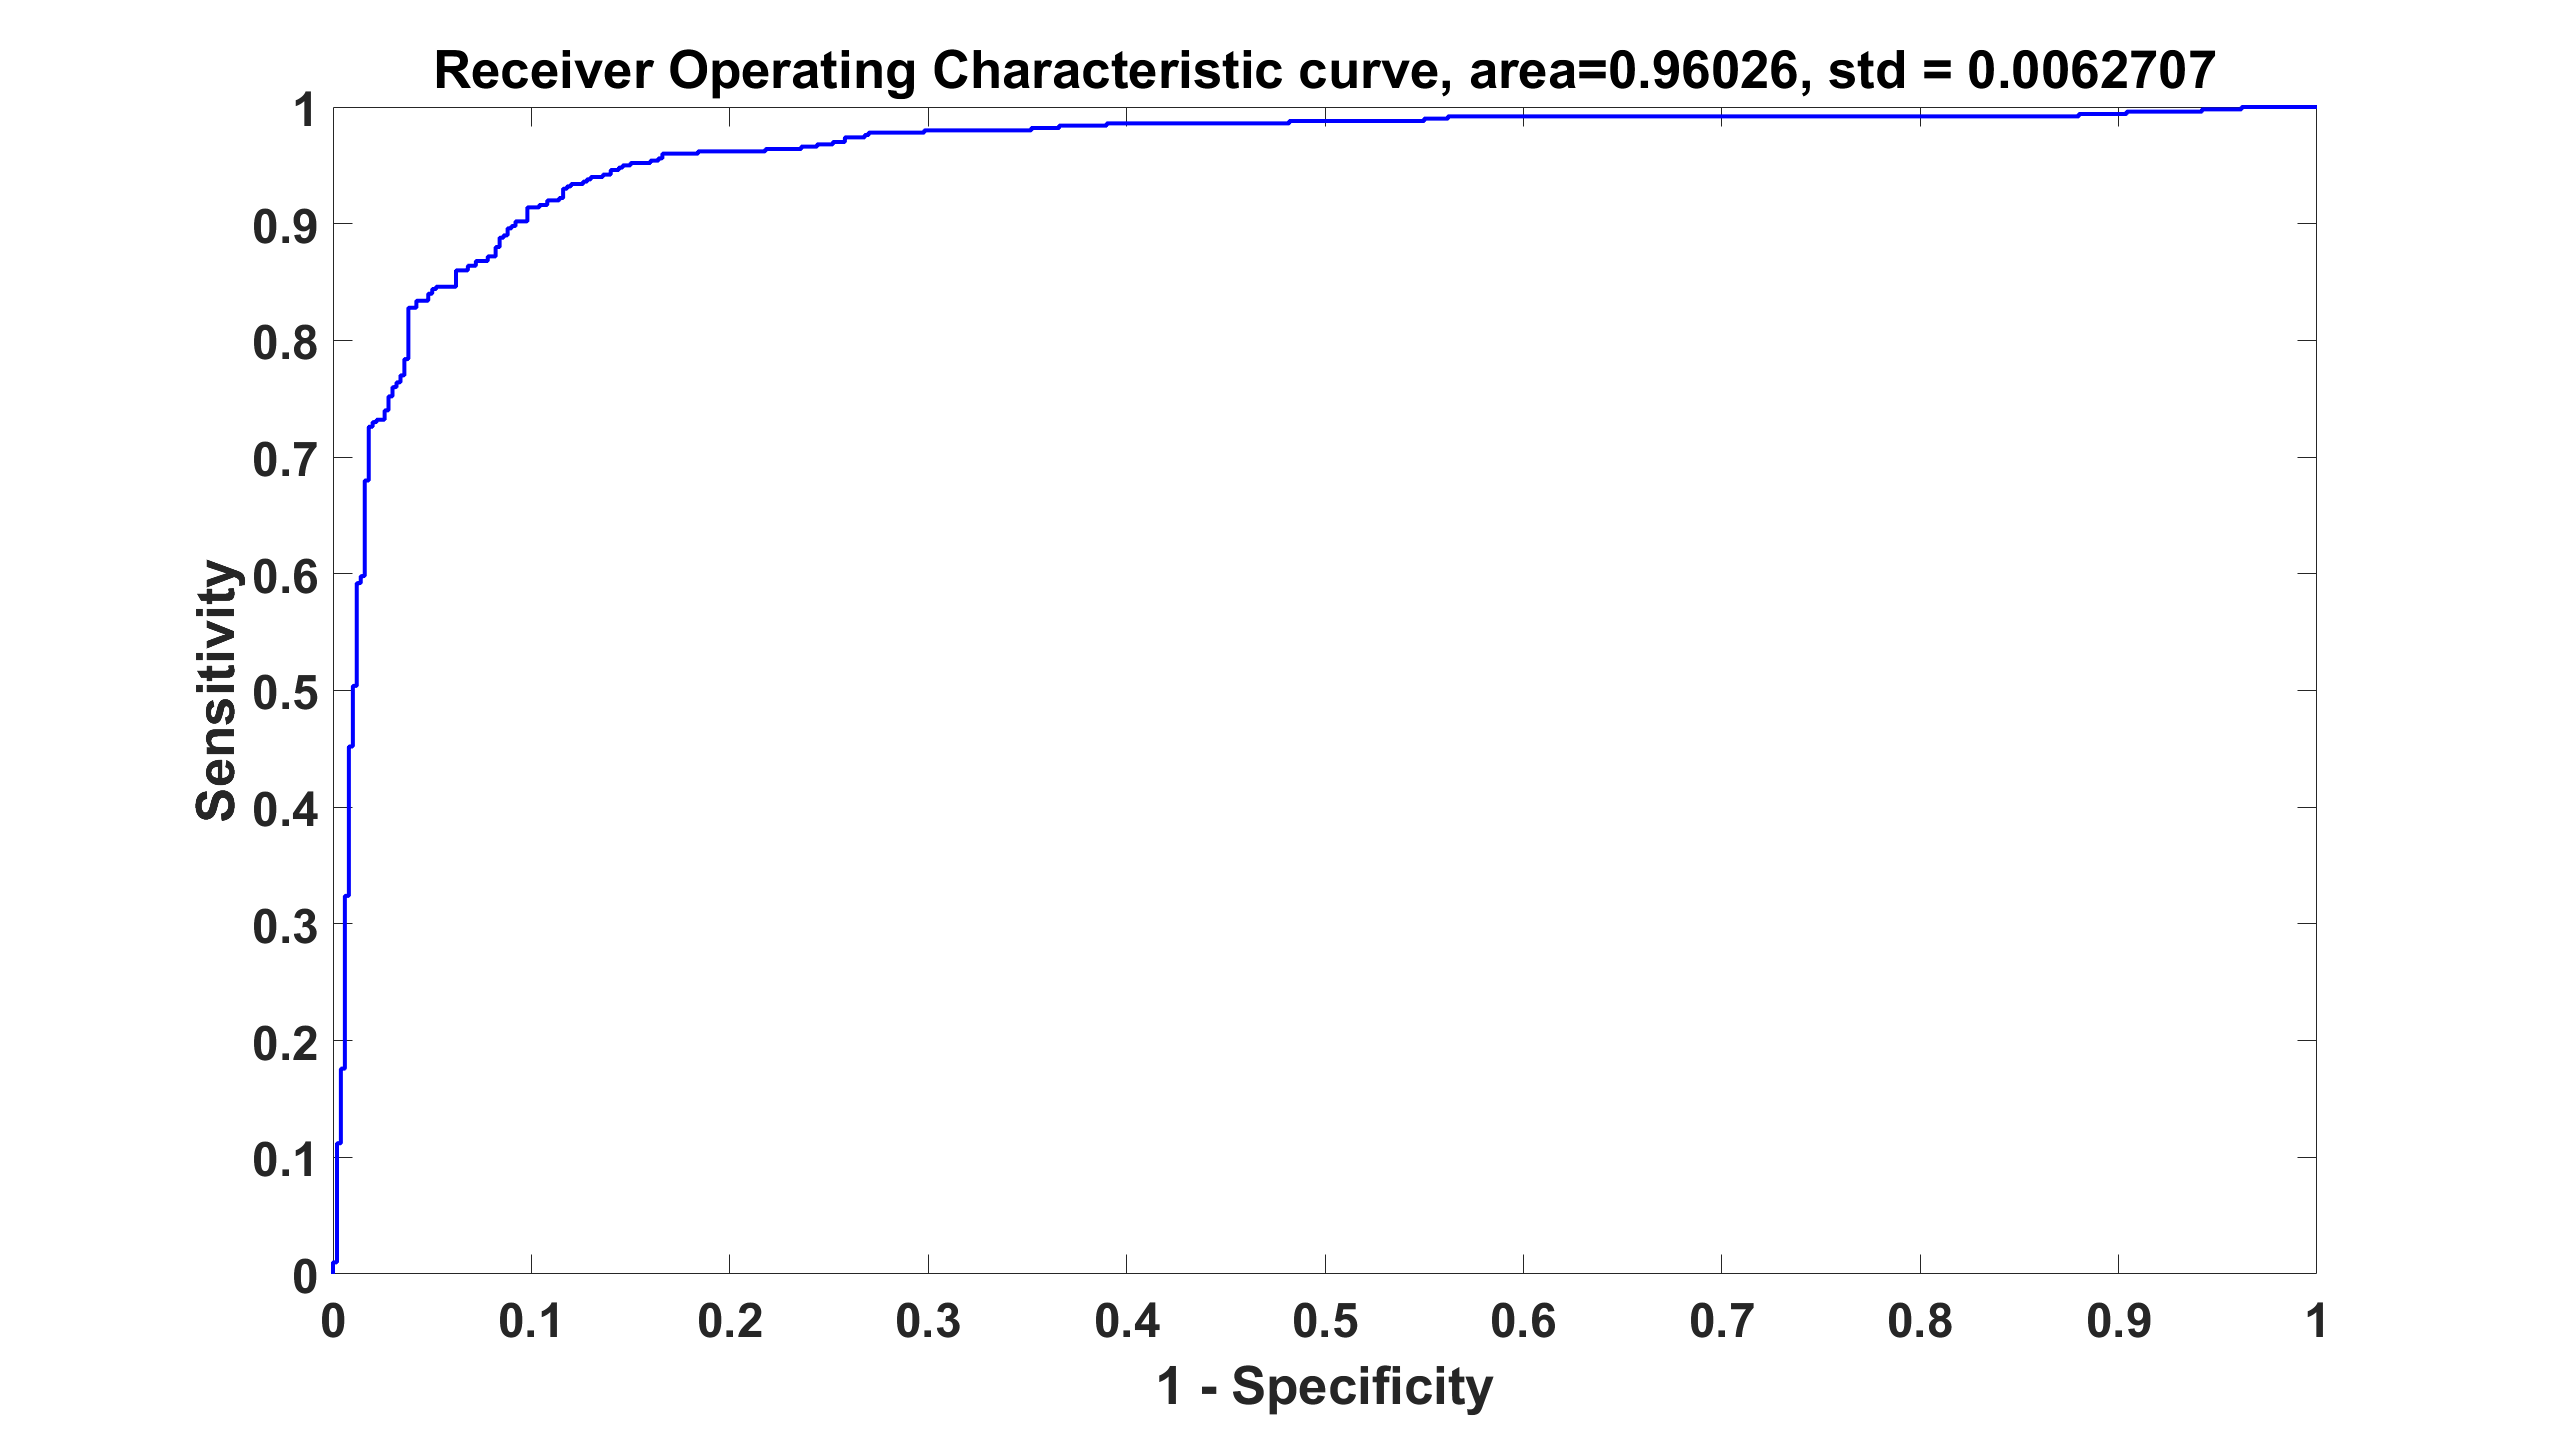 Receiver Operating Characteristic curve, area=0.96026, std = 0.0062707
1
0.9
0.8
0.7
0.6
0.5
0.4
0.3
0.2
0.1
0
Sensitivity
0 0.1 0.2 0.3 0.4 0.5 0.6 0.7 0.8 0.9 1
1 - Specificity